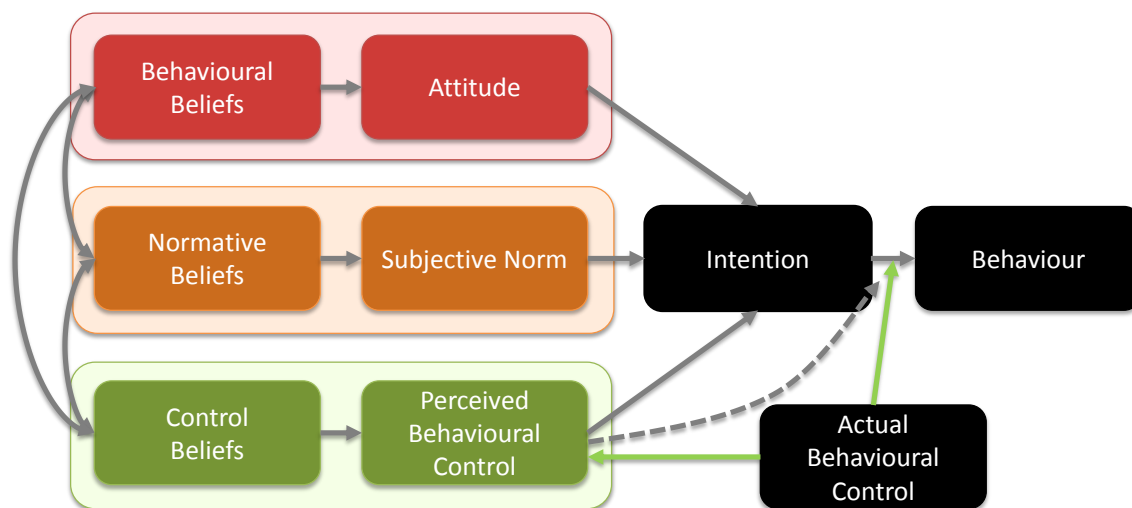 Behavioural
Beliefs
Attitude
Normative
Beliefs
Subjective Norm
Intention
Behaviour
Control
Beliefs
Perceived
Behavioural
Control
Actual
Behavioural
Control